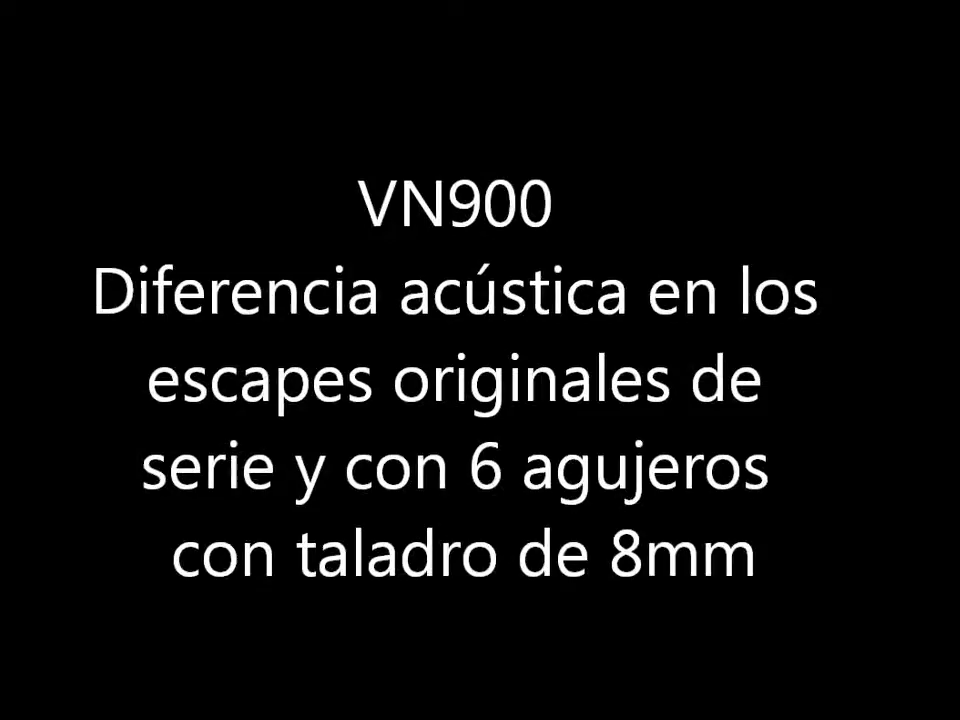 VN900
Diferencia acústica en los
escapes originales de
serie y con 6 agujeros
con taladro de 8mm